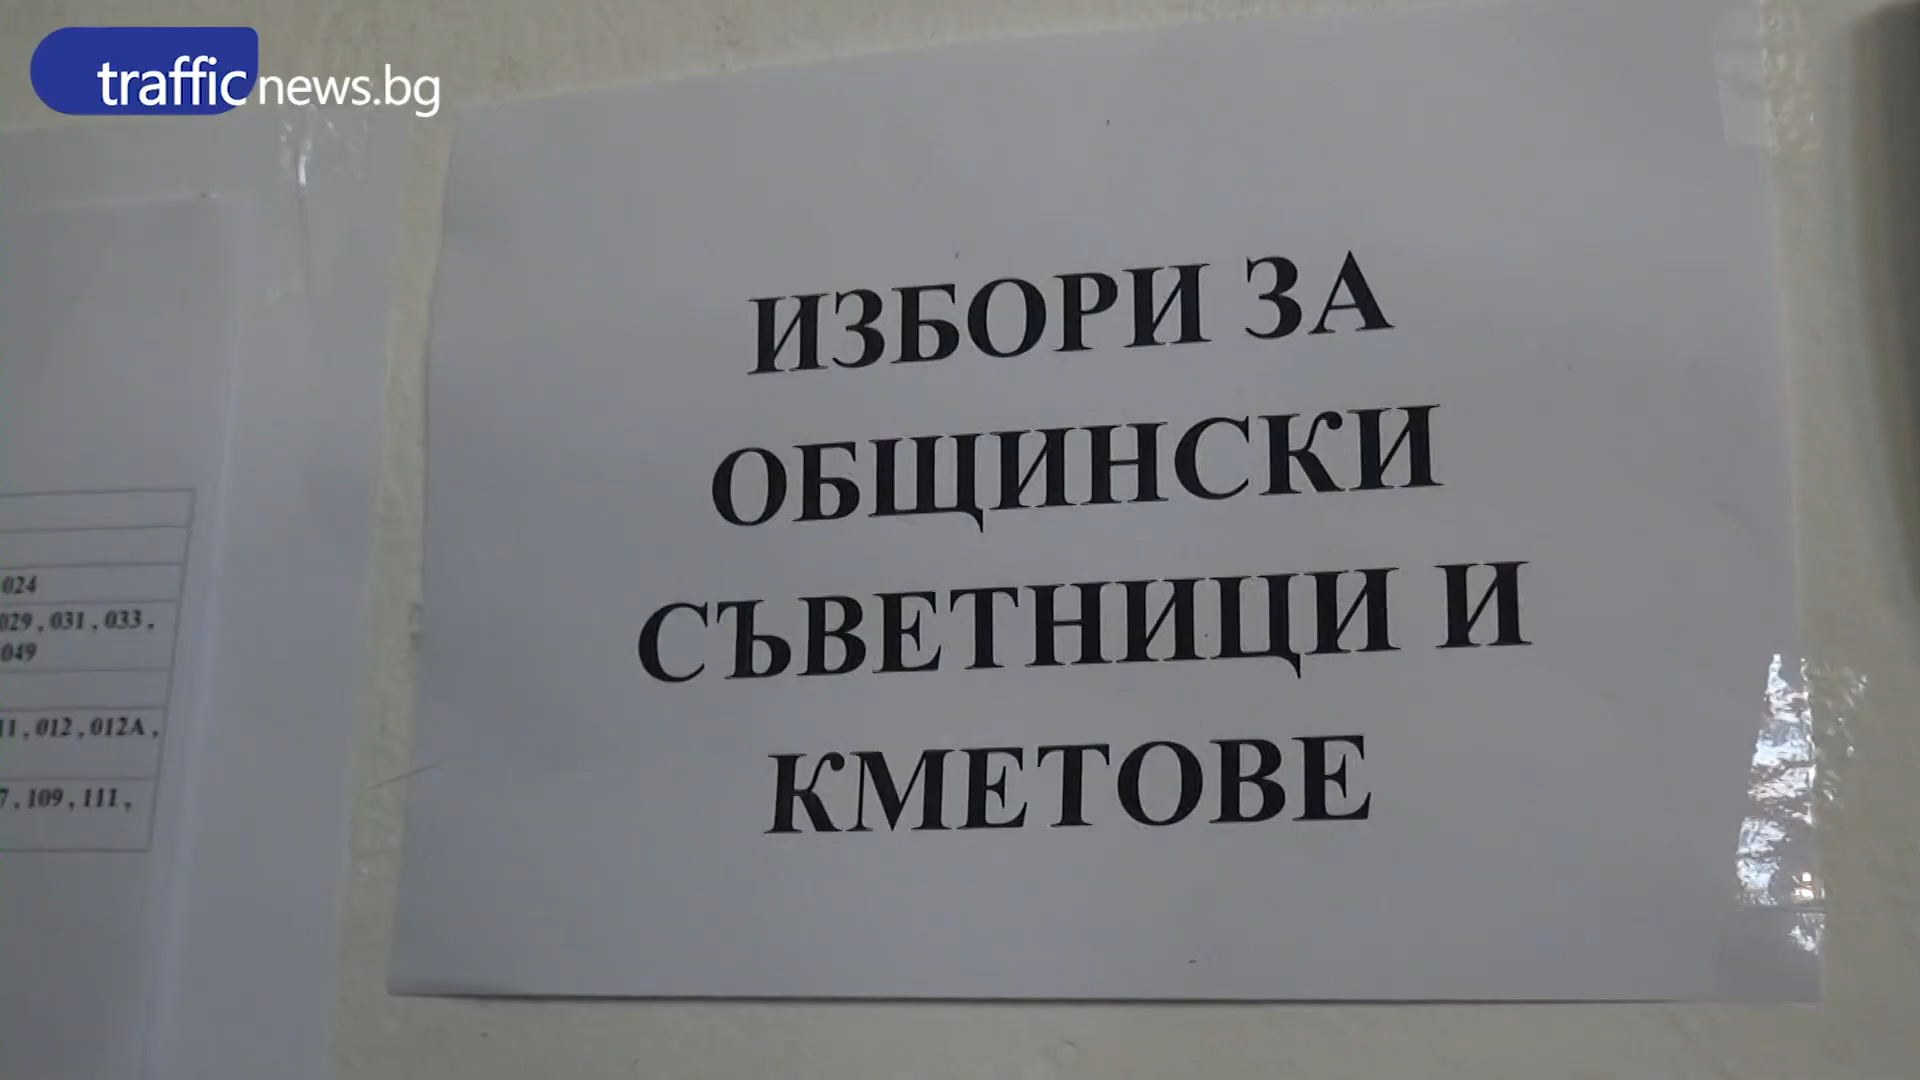 trafficnews.bg
ИЗБОРИ ЗА
ОБЩИНСКИ
СЪВЕТНИЦИ И
КМЕТОВЕ
024
029 , 031 , 033 ,
049
11 , 012 , 012А ,
7 , 109 , 111 ,